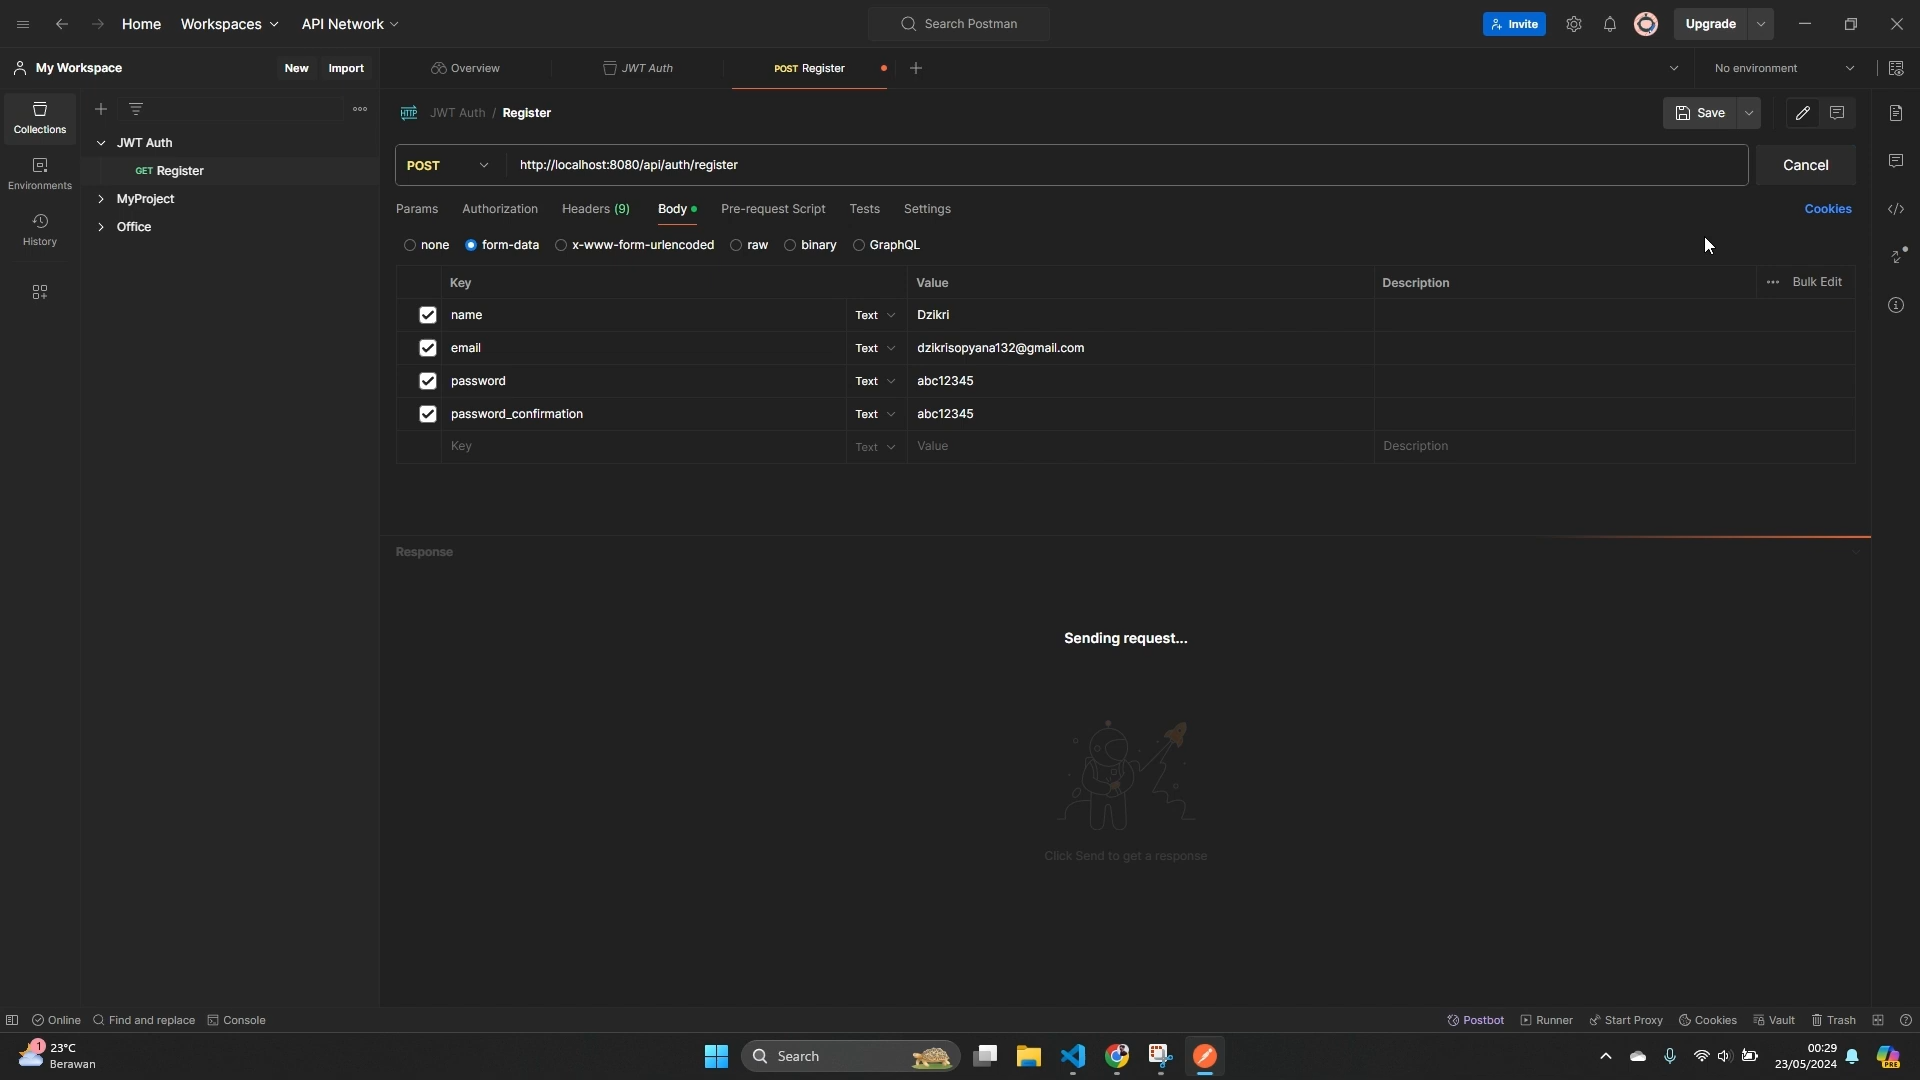 Home
Workspaces
API Network
Search Postman
Invite
Upgrade
My Workspace
New
Import
Overview
JWT Auth
POST Register
No environment
Collections
JWT Auth
HTTP
JWT Auth / Register
Save
GET Register
POST
http://localhost:8080/api/auth/register
Cancel
Environments
MyProject
Params
Authorization
Headers (9)
Body
Pre-request Script
Tests
Settings
Cookies
Office
History
none
form-data
x-www-form-urlencoded
raw
binary
GraphQL
Key
Value
Description
Bulk Edit
name
Text
Dzikri
email
Text
dzikrisopyana132@gmail.com
password
Text
abc12345
password_confirmation
Text
abc12345
Key
Text
Value
Description
Response
Sending request...
Click Send to get a response
Online
Find and replace
Console
Postbot
Runner
Start Proxy
Cookies
Vault
Trash
1
23°C
Berawan
Search
00:29
23/05/2024
PRE